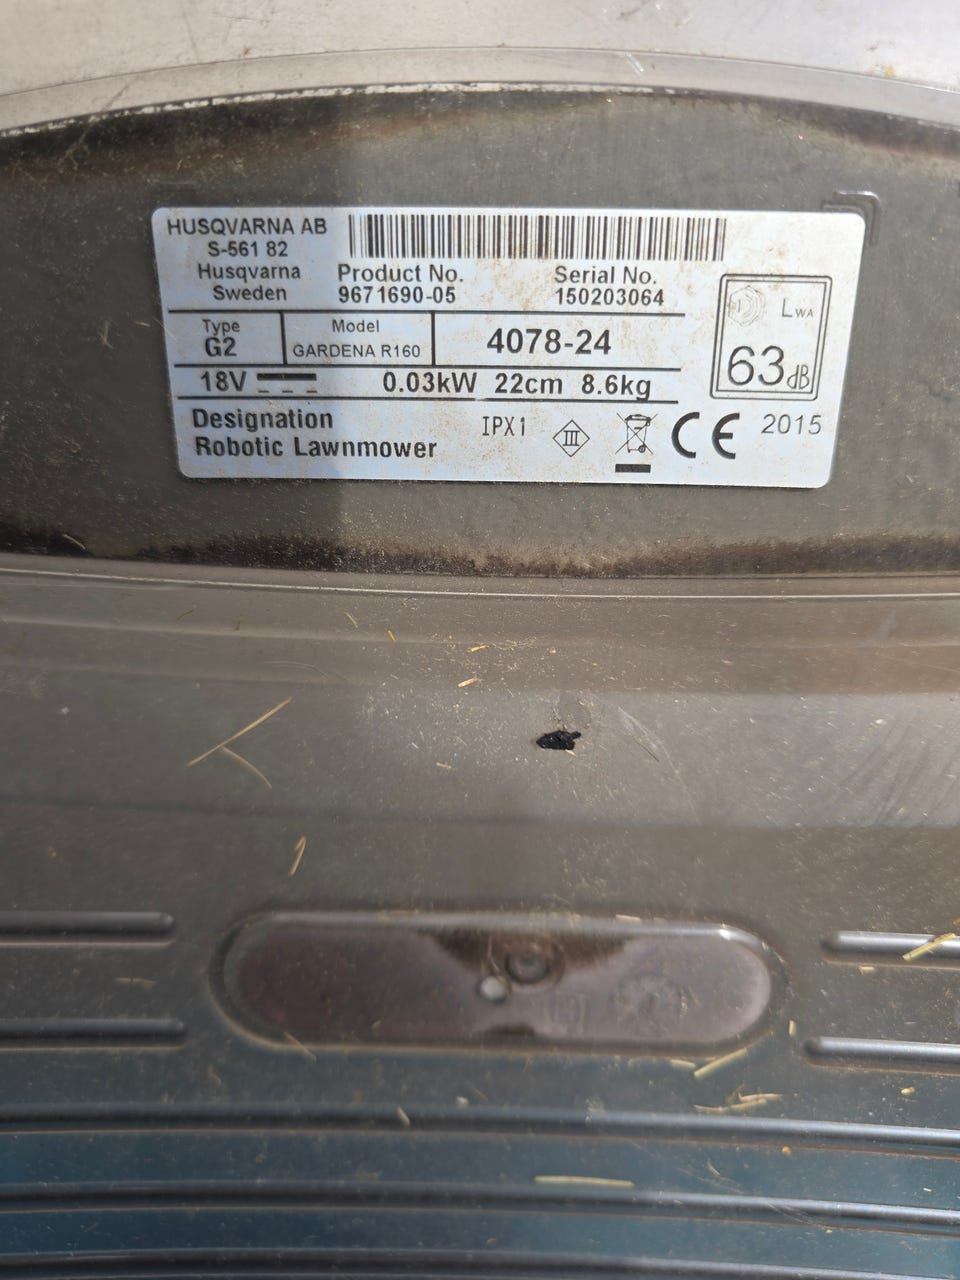 HUSQVARNA AB
S-561 82
Husqvarna
Sweden
Product No.
9671690-05
Serial No.
150203064
Type
G2
Model
GARDENA R160
4078-24
LWA
63dB
18V 0.03kW 22cm 8.6kg
Designation
Robotic Lawnmower
IPX1
III
CE
2015